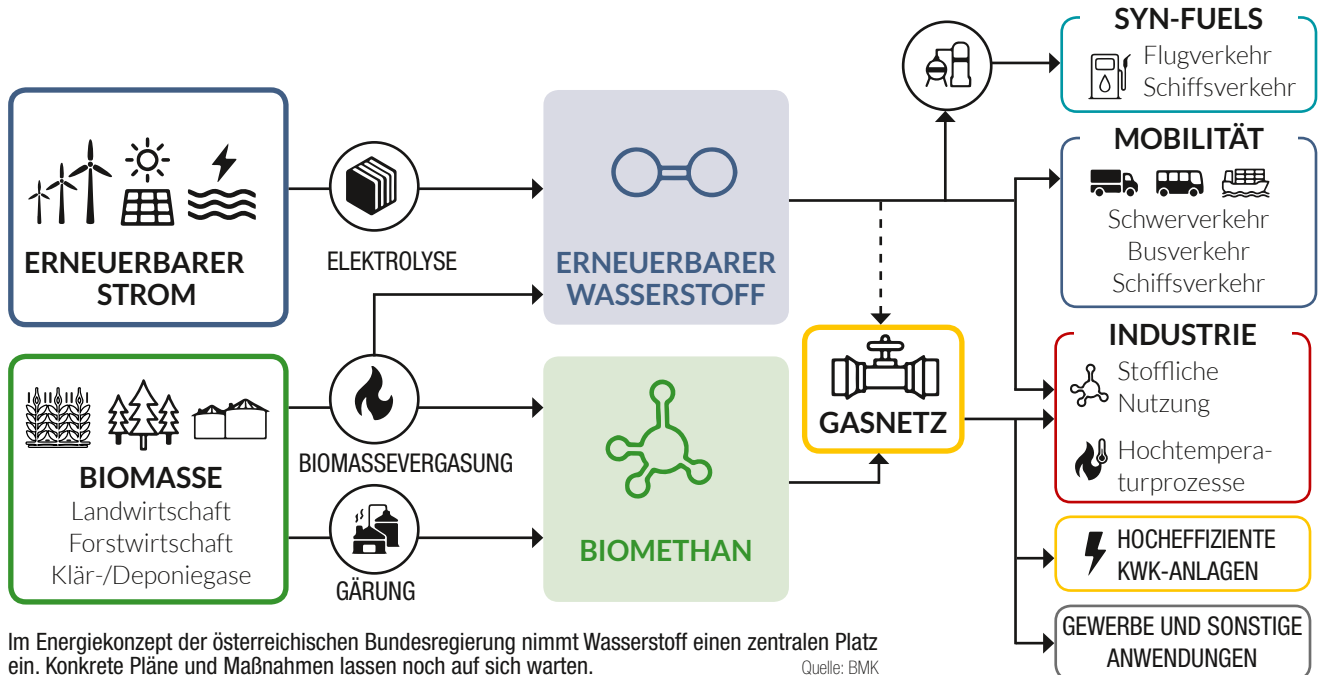 ERNEUERBARER
STROM
ELEKTROLYSE
ERNEUERBARER
WASSERSTOFF
BIOMASSE
Landwirtschaft
Forstwirtschaft
Klär-/Deponiegase
BIOMASSEVERGASUNG
GÄRUNG
BIOMETHAN
GASNETZ
SYN-FUELS
Flugverkehr
Schiffsverkehr
MOBILITÄT
Schwerverkehr
Busverkehr
Schiffsverkehr
INDUSTRIE
Stoffliche
Nutzung
Hochtempera-
turprozesse
HOCHEFFIZIENTE
KWK-ANLAGEN
GEWERBE UND SONSTIGE
ANWENDUNGEN
Im Energiekonzept der österreichischen Bundesregierung nimmt Wasserstoff einen zentralen Platz
ein. Konkrete Pläne und Maßnahmen lassen noch auf sich warten.
Quelle: BMK